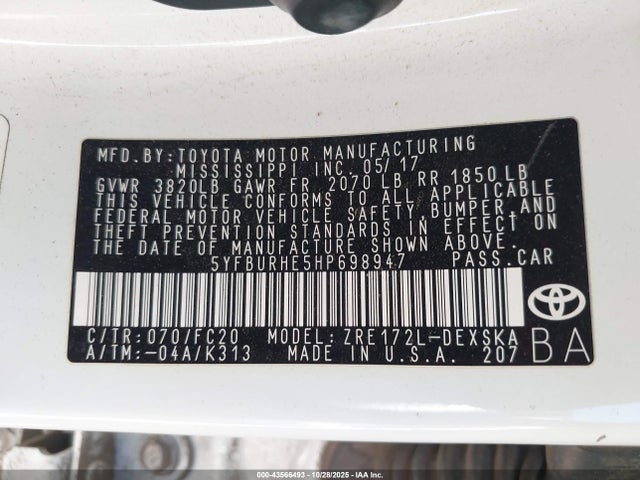 MFD.BY:TOYOTA MOTOR MANUFACTURING
MISSISSIPPI INC. 05/17
GVWR 3820LB GAWR FR 2070 LB RR 1850LB
THIS VEHICLE CONFORMS TO ALL APPLICABLE
FEDERAL MOTOR VEHICLE SAFETY,BUMPER,AND
THEFT PREVENTION STANDARDS IN EFFECT ON
THE DATE OF MANUFACTURE SHOWN ABOVE.
5YFBURHE5HP698947 PASS.CAR
C/TR:070/FC20 MODEL:ZRE172L-DEXSKA
A/TM:-04A/K313 MADE IN U.S.A. 207
BA
000-43566493 - 10/28/2025 - IAA Inc.